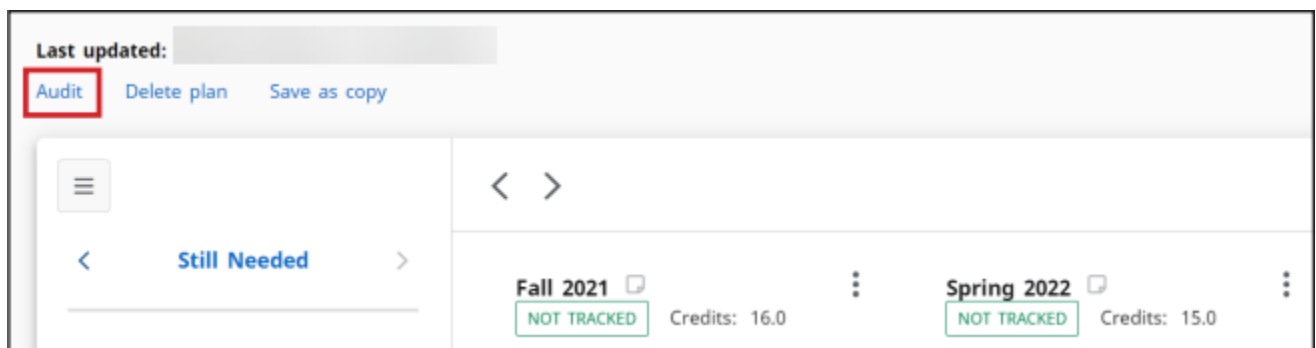 Last updated:
Audit Delete plan Save as copy
Still Needed
Fall 2021
NOT TRACKED Credits: 16.0
Spring 2022
NOT TRACKED Credits: 15.0